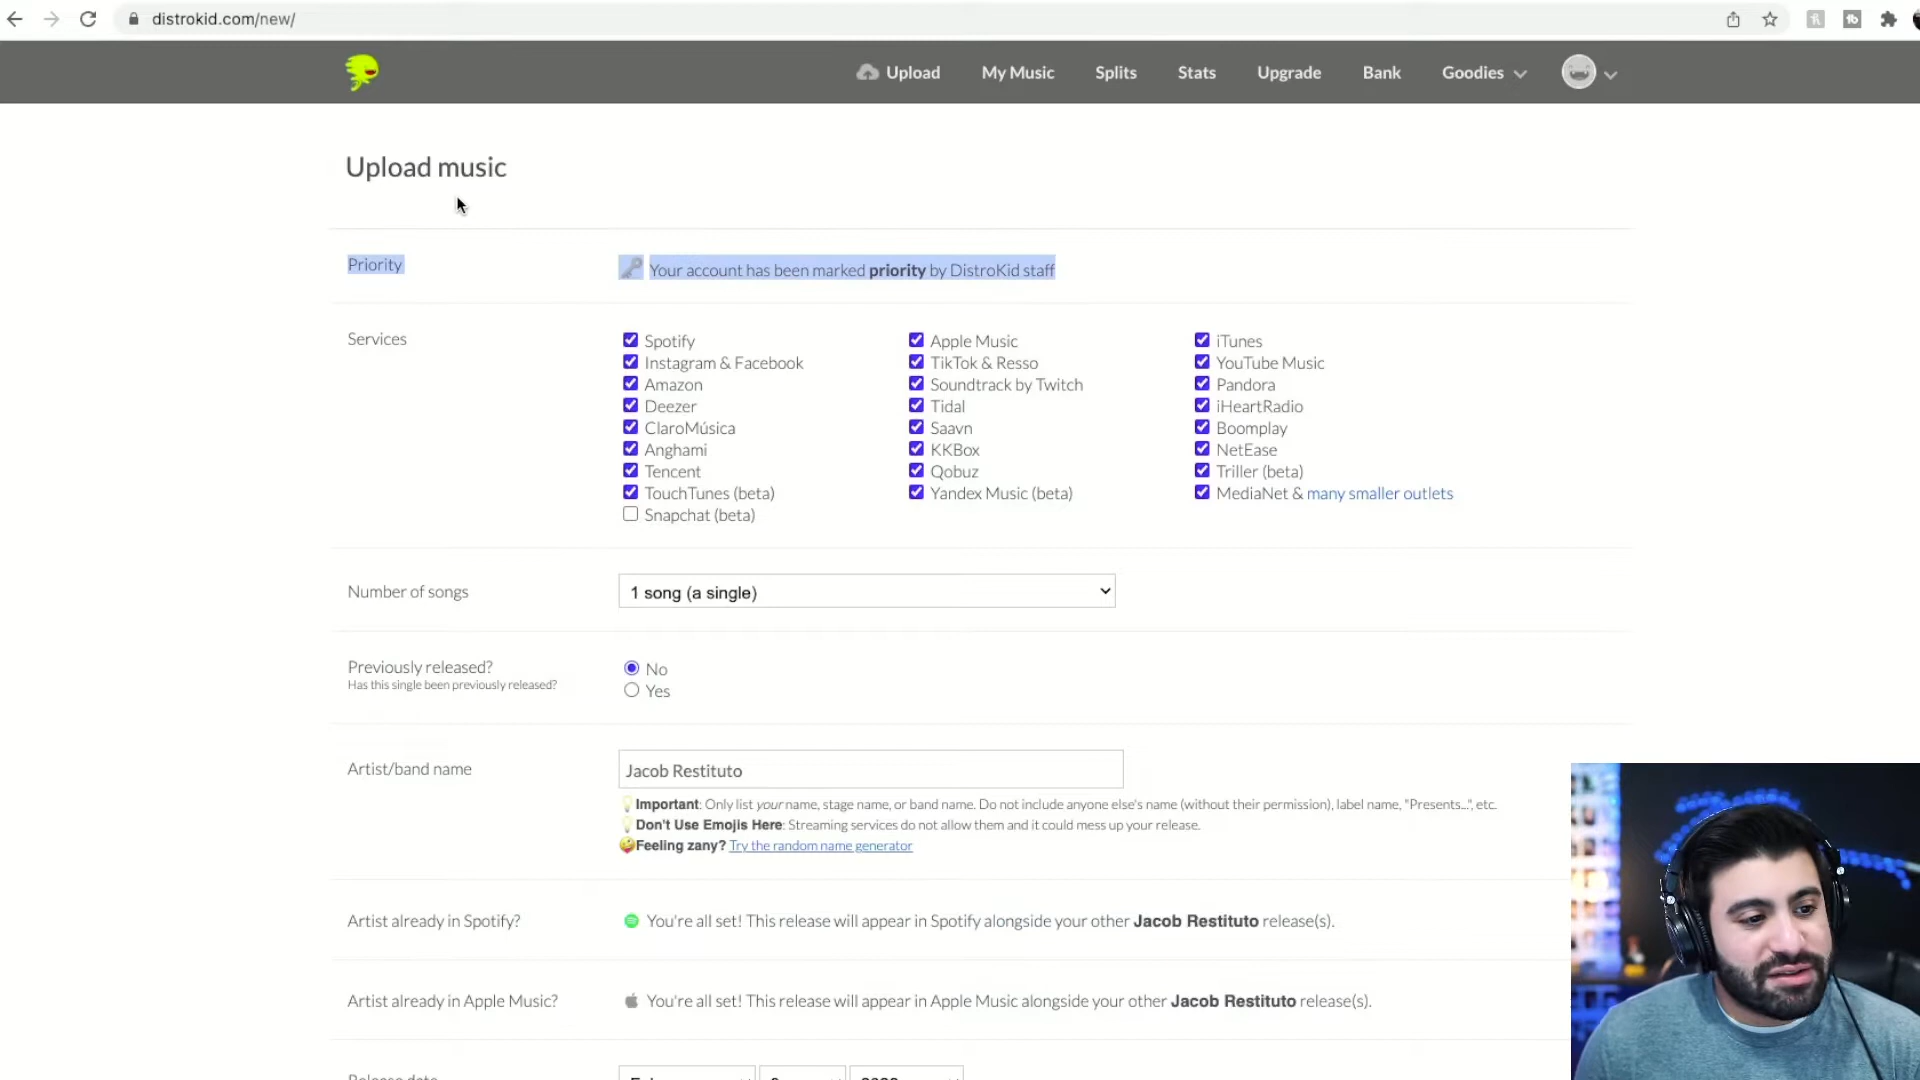 distrokid.com/new/
Upload My Music Splits Stats Upgrade Bank Goodies
Upload music
Priority Your account has been marked priority by DistroKid staff
Services
Spotify Apple Music iTunes
Instagram & Facebook TikTok & Resso YouTube Music
Amazon Soundtrack by Twitch Pandora
Deezer Tidal iHeartRadio
ClaroMúsica Saavn Boomplay
Anghami KKBox NetEase
Tencent Qobuz Triller (beta)
TouchTunes (beta) Yandex Music (beta) MediaNet & many smaller outlets
Snapchat (beta)
Number of songs 1 song (a single)
Previously released? No
Has this single been previously released?
Yes
Artist/band name Jacob Restituto
Important: Only list your name, stage name, or band name. Do not include anyone else's name (without their permission), label name, "Presents...", etc.
Don't Use Emojis Here: Streaming services do not allow them and it could mess up your release.
Feeling zany? Try the random name generator
Artist already in Spotify? You're all set! This release will appear in Spotify alongside your other Jacob Restituto release(s).
Artist already in Apple Music? You're all set! This release will appear in Apple Music alongside your other Jacob Restituto release(s).
Release date